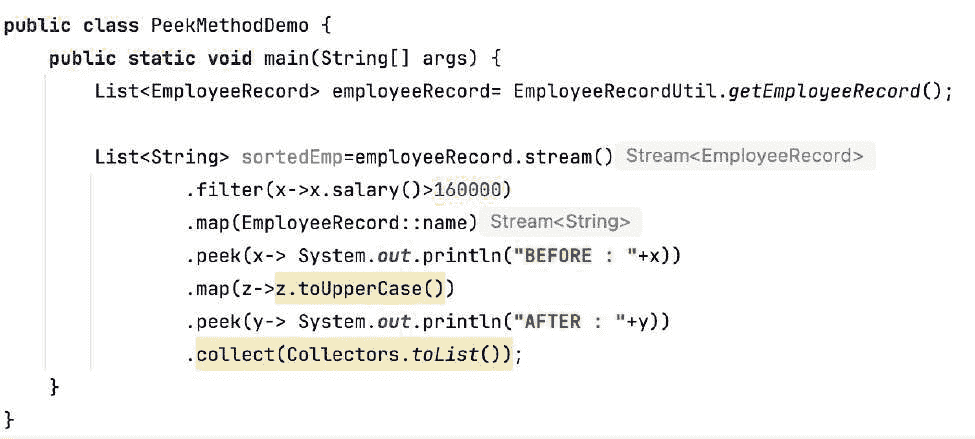 public class PeekMethodDemo {
public static void main(String[] args) {
List<EmployeeRecord> employeeRecord= EmployeeRecordUtil.getEmployeeRecord();
List<String> sortedEmp=employeeRecord.stream() Stream<EmployeeRecord>
.filter(x->x.salary()>160000)
.map(EmployeeRecord::name) Stream<String>
.peek(x-> System.out.println("BEFORE : "+x))
.map(z->z.toUpperCase())
.peek(y-> System.out.println("AFTER : "+y))
.collect(Collectors.toList());
}
}